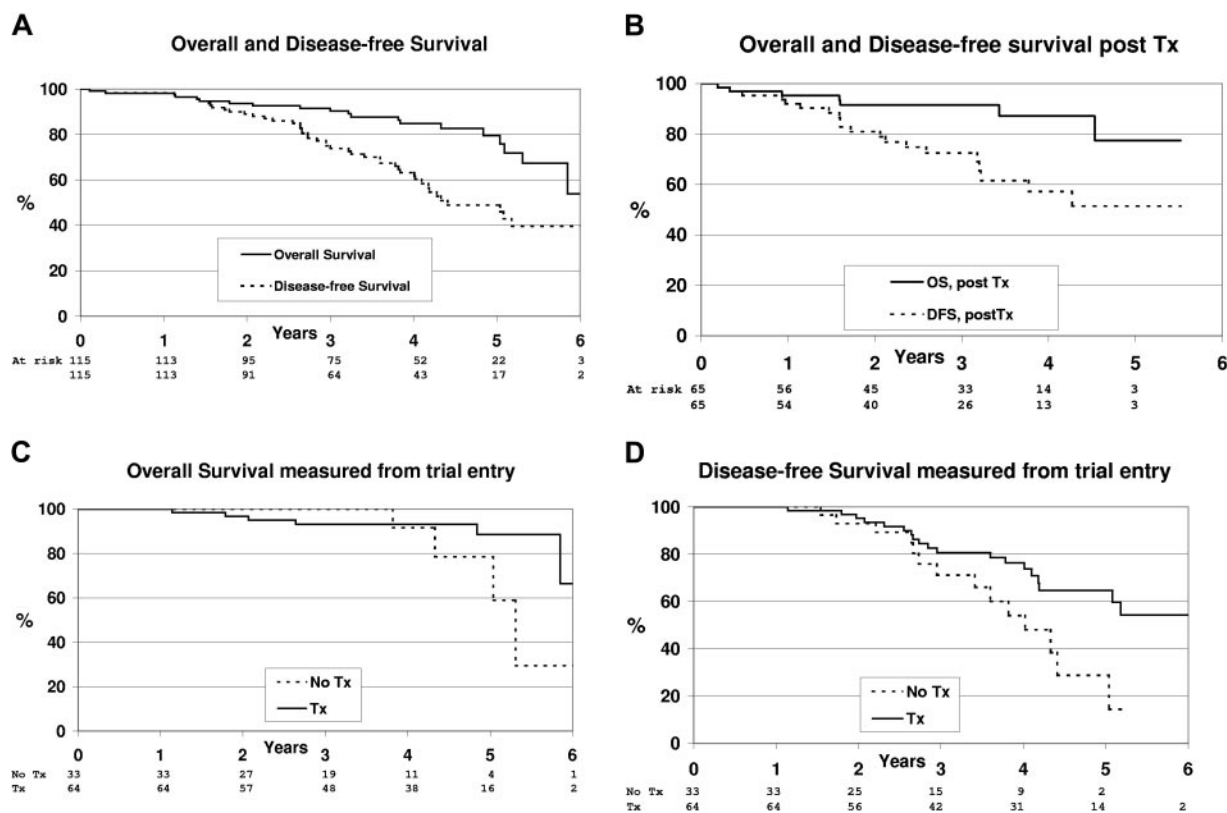 A
Overall and Disease-free Survival
100
80
60
%
40
20
0
Overall Survival
Disease-free Survival
Years
0 1 2 3 4 5 6
At risk 115 113 95 75 52 22 3
115 113 91 64 43 17 2
B
Overall and Disease-free survival post Tx
100
80
60
%
40
20
0
OS, post Tx
DFS, postTx
0 1 2 3 4 5 6
Years
At risk 65 56 45 33 14 3
65 54 40 26 13 3
C
Overall Survival measured from trial entry
100
80
60
%
40
20
0
No Tx
Tx
Years
0 1 2 3 4 5 6
No Tx 33 33 27 19 11 4 1
Tx 64 64 57 48 38 16 2
D
Disease-free Survival measured from trial entry
100
80
60
%
40
20
0
No Tx
Tx
Years
0 1 2 3 4 5 6
No Tx 33 33 25 15 9 2
Tx 64 64 56 42 31 14 2